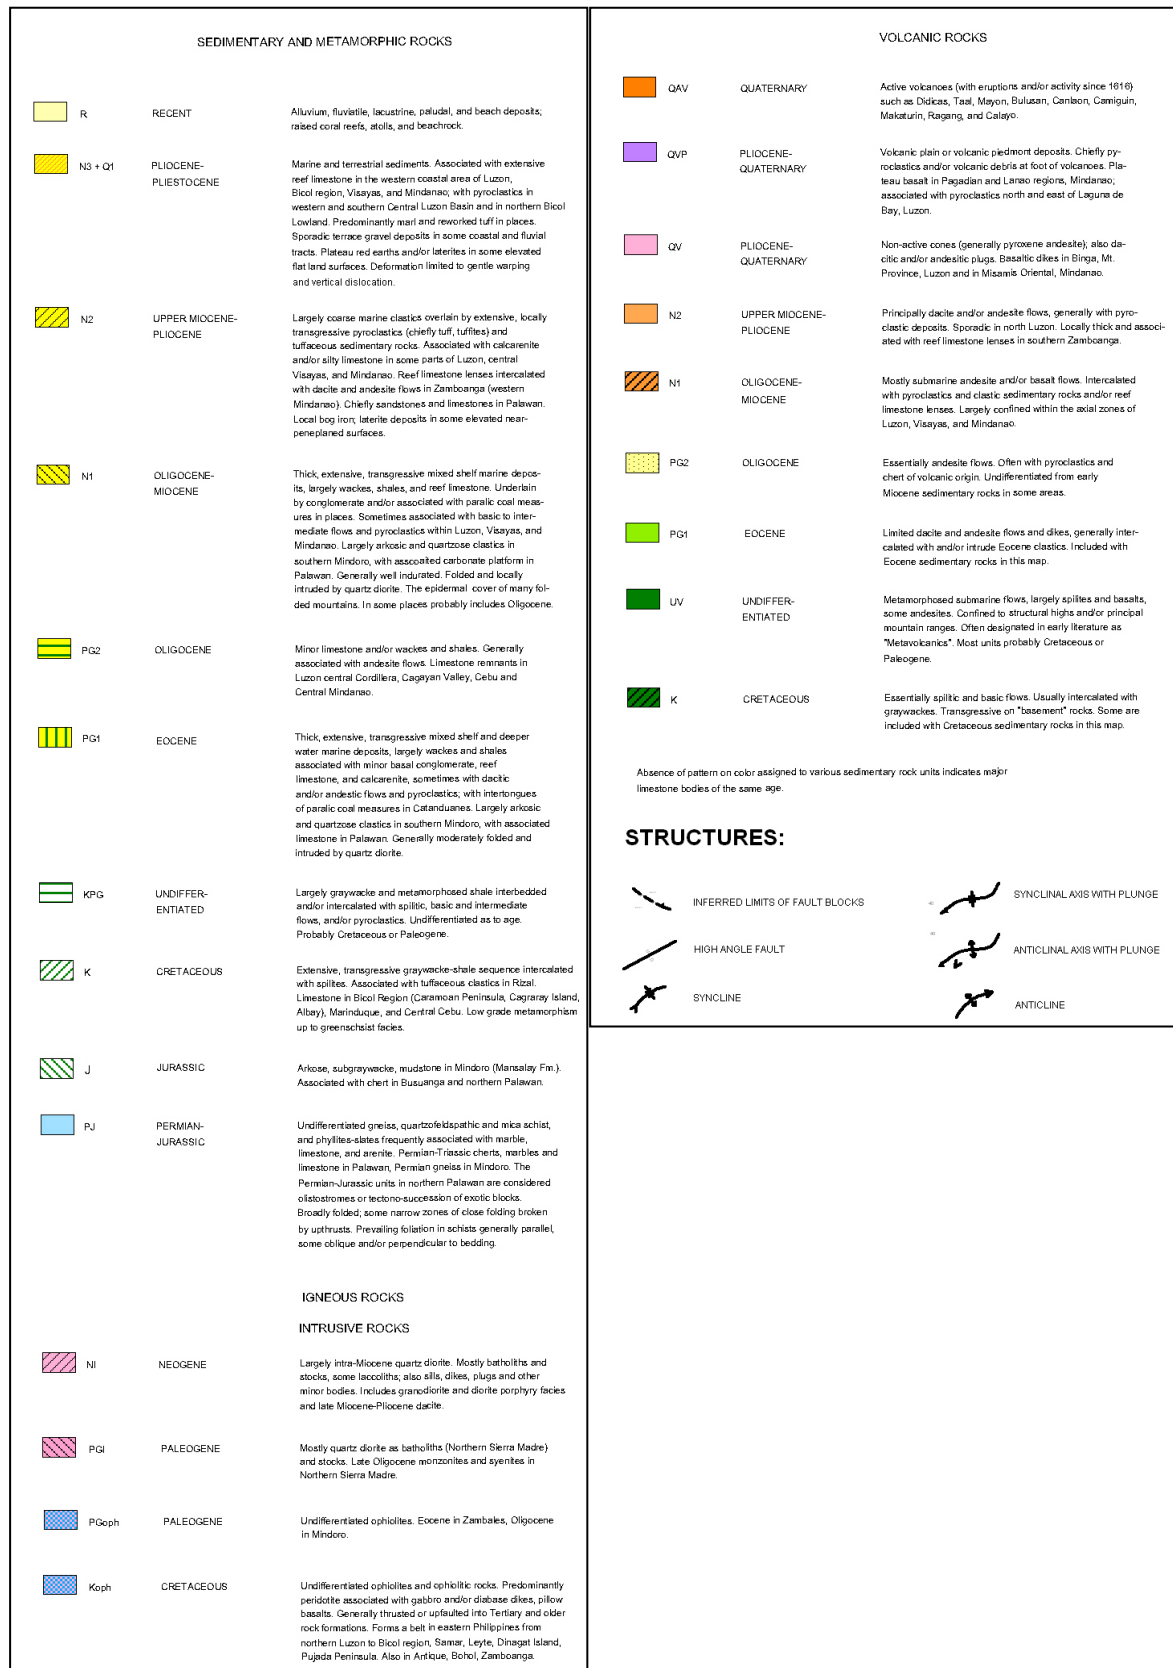 SEDIMENTARY AND METAMORPHIC ROCKS
R RECENT Alluvium, fluviatile, lacustrine, paludal, and beach deposits;
raised coral reefs, atolls, and beachrock.
N3 + Q1 PLIOCENE- Marine and terrestrial sediments. Associated with extensive
PLIESTOCENE reef limestone in the western coastal area of Luzon,
Bicol region, Visayas, and Mindanao; with pyroclastics in
western and southern Central Luzon Basin and in northern Bicol
Lowland. Predominantly marl and reworked tuff in places.
Sporadic terrace gravel deposits in some coastal and fluvial
tracts. Plateau red earths and/or laterites in some elevated
flat land surfaces. Deformation limited to gentle warping
and vertical dislocation.
N2 UPPER MIOCENE- Largely coarse marine clastics overlain by extensive, locally
PLIOCENE transgressive pyroclastics (chiefly tuff, tuffites) and
tuffaceous sedimentary rocks. Associated with calcarenite
and/or silty limestone in some parts of Luzon, central
Visayas, and Mindanao. Reef limestone lenses intercalated
with dacite and andesite flows in Zamboanga (western
Mindanao). Chiefly sandstones and limestones in Palawan.
Local bog iron; laterite deposits in some elevated near-
peneplaned surfaces.
N1 OLIGOCENE- Thick, extensive, transgressive mixed shelf marine depos-
MIOCENE its, largely wackes, shales, and reef limestone. Underlain
by conglomerate and/or associated with paralic coal meas-
ures in places. Sometimes associated with basic to inter-
mediate flows and pyroclastics within Luzon, Visayas, and
Mindanao. Largely arkosic and quartzose clastics in
southern Mindoro, with asscoaited carbonate platform in
Palawan. Generally well indurated. Folded and locally
intruded by quartz diorite. The epidermal cover of many fol-
ded mountains. In some places probably includes Oligocene.
PG2 OLIGOCENE Minor limestone and/or wackes and shales. Generally
associated with andesite flows. Limestone remnants in
Luzon central Cordillera, Cagayan Valley, Cebu and
Central Mindanao.
PG1 EOCENE Thick, extensive, transgressive mixed shelf and deeper
water marine deposits, largely wackes and shales
associated with minor basal conglomerate, reef
limestone, and calcarenite, sometimes with dacitic
and/or andestic flows and pyroclastics; with intertongues
of paralic coal measures in Catanduanes. Largely arkosic
and quartzose clastics in southern Mindoro, with associated
limestone in Palawan. Generally moderately folded and
intruded by quartz diorite.
KPG UNDIFFER- Largely graywacke and metamorphosed shale interbedded
ENTIATED and/or intercalated with spilitic, basic and intermediate
flows, and/or pyroclastics. Undifferentiated as to age.
Probably Cretaceous or Paleogene.
K CRETACEOUS Extensive, transgressive graywacke-shale sequence intercalated
with spilites. Associated with tuffaceous clastics in Rizal.
Limestone in Bicol Region (Caramoan Peninsula, Cagraray Island,
Albay), Marinduque, and Central Cebu. Low grade metamorphism
up to greenschsist facies.
J JURASSIC Arkose, subgraywacke, mudstone in Mindoro (Mansalay Fm.).
Associated with chert in Busuanga and northern Palawan.
PJ PERMIAN- Undifferentiated gneiss, quartzofeldspathic and mica schist,
JURASSIC and phyllites-slates frequently associated with marble,
limestone, and arenite. Permian-Triassic cherts, marbles and
limestone in Palawan, Permian gneiss in Mindoro. The
Permian-Jurassic units in northern Palawan are considered
olistostromes or tectono-succession of exotic blocks.
Broadly folded; some narrow zones of close folding broken
by upthrusts. Prevailing foliation in schists generally parallel,
some oblique and/or perpendicular to bedding.
IGNEOUS ROCKS
INTRUSIVE ROCKS
NI NEOGENE Largely intra-Miocene quartz diorite. Mostly batholiths and
stocks, some laccoliths; also sills, dikes, plugs and other
minor bodies. Includes granodiorite and diorite porphyry facies
and late Miocene-Pliocene dacite.
PGI PALEOGENE Mostly quartz diorite as batholiths (Northern Sierra Madre)
and stocks. Late Oligocene monzonites and syenites in
Northern Sierra Madre.
PGoph PALEOGENE Undifferentiated ophiolites. Eocene in Zambales, Oligocene
in Mindoro.
Koph CRETACEOUS Undifferentiated ophiolites and ophiolitic rocks. Predominantly
peridotite associated with gabbro and/or diabase dikes, pillow
basalts. Generally thrusted or upfaulted into Tertiary and older
rock formations. Forms a belt in eastern Philippines from
northern Luzon to Bicol region, Samar, Leyte, Dinagat Island,
Pujada Peninsula. Also in Antique, Bohol, Zamboanga.
VOLCANIC ROCKS
QAV QUATERNARY Active volcanoes (with eruptions and/or activity since 1616)
such as Didicas, Taal, Mayon, Bulusan, Canlaon, Camiguin,
Makaturin, Ragang, and Calayo.
QVP PLIOCENE- Volcanic plain or volcanic piedmont deposits. Chiefly py-
QUATERNARY roclastics and/or volcanic debris at foot of volcanoes. Pla-
teau basalt in Pagadian and Lanao regions, Mindanao;
associated with pyroclastics north and east of Laguna de
Bay, Luzon.
QV PLIOCENE- Non-active cones (generally pyroxene andesite); also da-
QUATERNARY citic and/or andesitic plugs. Basaltic dikes in Binga, Mt.
Province, Luzon and in Misamis Oriental, Mindanao.
N2 UPPER MIOCENE- Principally dacite and/or andesite flows, generally with pyro-
PLIOCENE clastic deposits. Sporadic in north Luzon. Locally thick and associ-
ated with reef limestone lenses in southern Zamboanga.
N1 OLIGOCENE- Mostly submarine andesite and/or basalt flows. Intercalated
MIOCENE with pyroclastics and clastic sedimentary rocks and/or reef
limestone lenses. Largely confined within the axial zones of
Luzon, Visayas, and Mindanao.
PG2 OLIGOCENE Essentially andesite flows. Often with pyroclastics and
chert of volcanic origin. Undifferentiated from early
Miocene sedimentary rocks in some areas.
PG1 EOCENE Limited dacite and andesite flows and dikes, generally inter-
calated with and/or intrude Eocene clastics. Included with
Eocene sedimentary rocks in this map.
UV UNDIFFER- Metamorphosed submarine flows, largely spilites and basalts,
ENTIATED some andesites. Confined to structural highs and/or principal
mountain ranges. Often designated in early literature as
"Metavolcanics". Most units probably Cretaceous or
Paleogene.
K CRETACEOUS Essentially spilitic and basic flows. Usually intercalated with
graywackes. Transgressive on "basement" rocks. Some are
included with Cretaceous sedimentary rocks in this map.
Absence of pattern on color assigned to various sedimentary rock units indicates major
limestone bodies of the same age.
STRUCTURES:
INFERRED LIMITS OF FAULT BLOCKS SYNCLINAL AXIS WITH PLUNGE
HIGH ANGLE FAULT ANTICLINAL AXIS WITH PLUNGE
SYNCLINE ANTICLINE